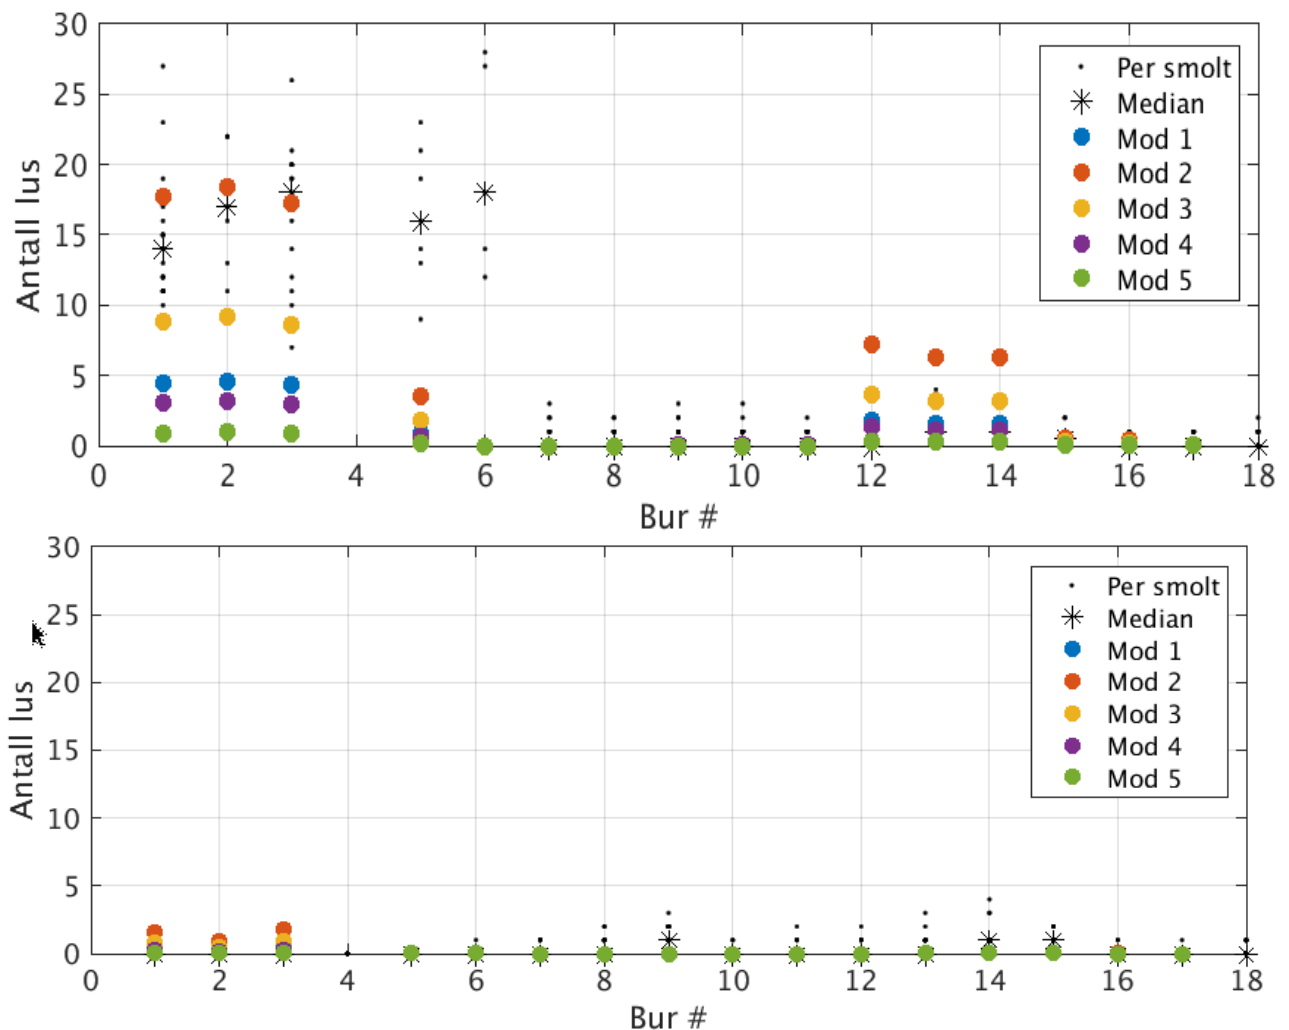 30
25
20
15
10
5
0
Antall lus
Per smolt
Median
Mod 1
Mod 2
Mod 3
Mod 4
Mod 5
0 2 4 6 8 10 12 14 16 18
Bur #
30
25
20
15
10
5
0
Antall lus
Per smolt
Median
Mod 1
Mod 2
Mod 3
Mod 4
Mod 5
0 2 4 6 8 10 12 14 16 18
Bur #